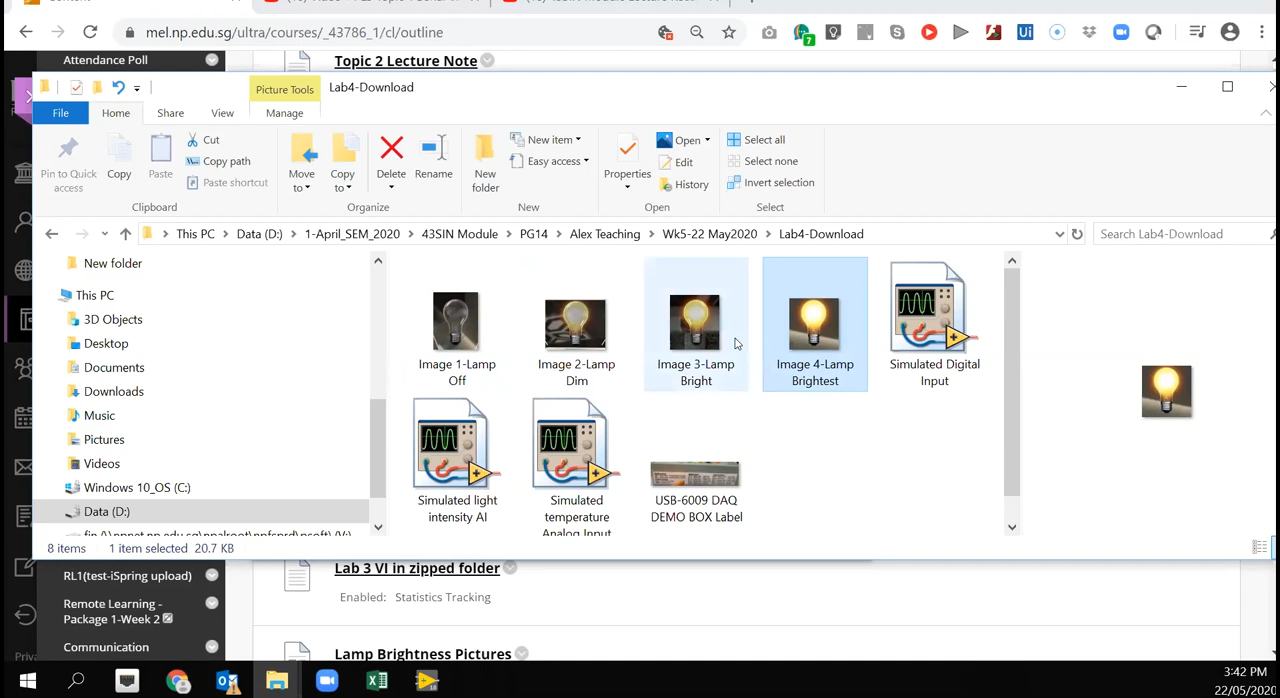 mel.np.edu.sg/ultra/courses/_43786_1/cl/outline
7
Attendance Poll
Topic 2 Lecture Note
Picture Tools
Lab4-Download
File
Home
Share
View
Manage
Pin to Quick access
Copy
Paste
Cut
Copy path
Paste shortcut
Clipboard
Move to
Copy to
Delete
Rename
Organize
New folder
New item
Easy access
New
Properties
Open
Edit
History
Open
Select all
Select none
Invert selection
Select
This PC
Data (D:)
1-April_SEM_2020
43SIN Module
PG14
Alex Teaching
Wk5-22 May2020
Lab4-Download
Search Lab4-Download
New folder
This PC
3D Objects
Desktop
Documents
Downloads
Music
Pictures
Videos
Windows 10_OS (C:)
Data (D:)
Image 1-Lamp
Off
Image 2-Lamp
Dim
Image 3-Lamp
Bright
Image 4-Lamp
Brightest
Simulated Digital
Input
Simulated light
intensity AI
Simulated
temperature
Analog Input
USB-6009 DAQ
DEMO BOX Label
8 items
1 item selected 20.7 KB
RL1(test-iSpring upload)
Remote Learning -
Package 1-Week 2
Communication
Lab 3 VI in zipped folder
Enabled: Statistics Tracking
Lamp Brightness Pictures
3:42 PM
22/05/2020